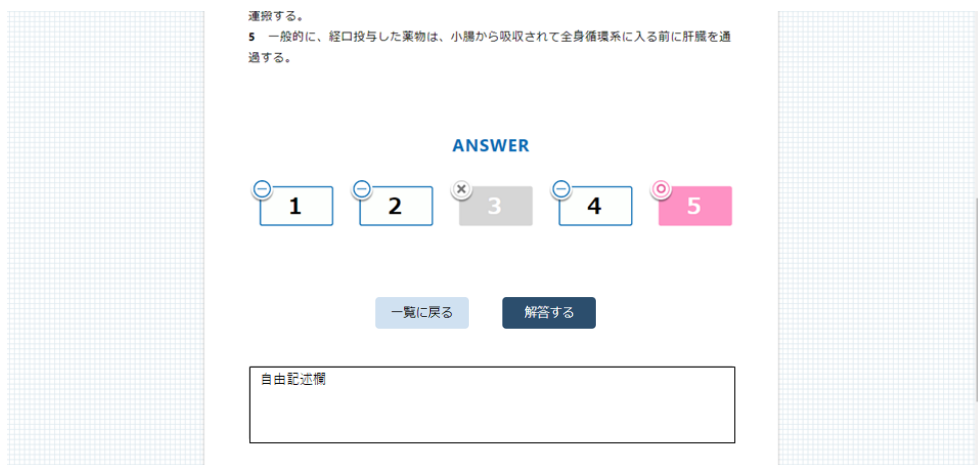 運搬する。
5 一般的に、経口投与した薬物は、小腸から吸収されて全身循環系に入る前に肝臓を通
過する。
ANSWER
1 2 3 4 5
一覧に戻る 解答する
自由記述欄